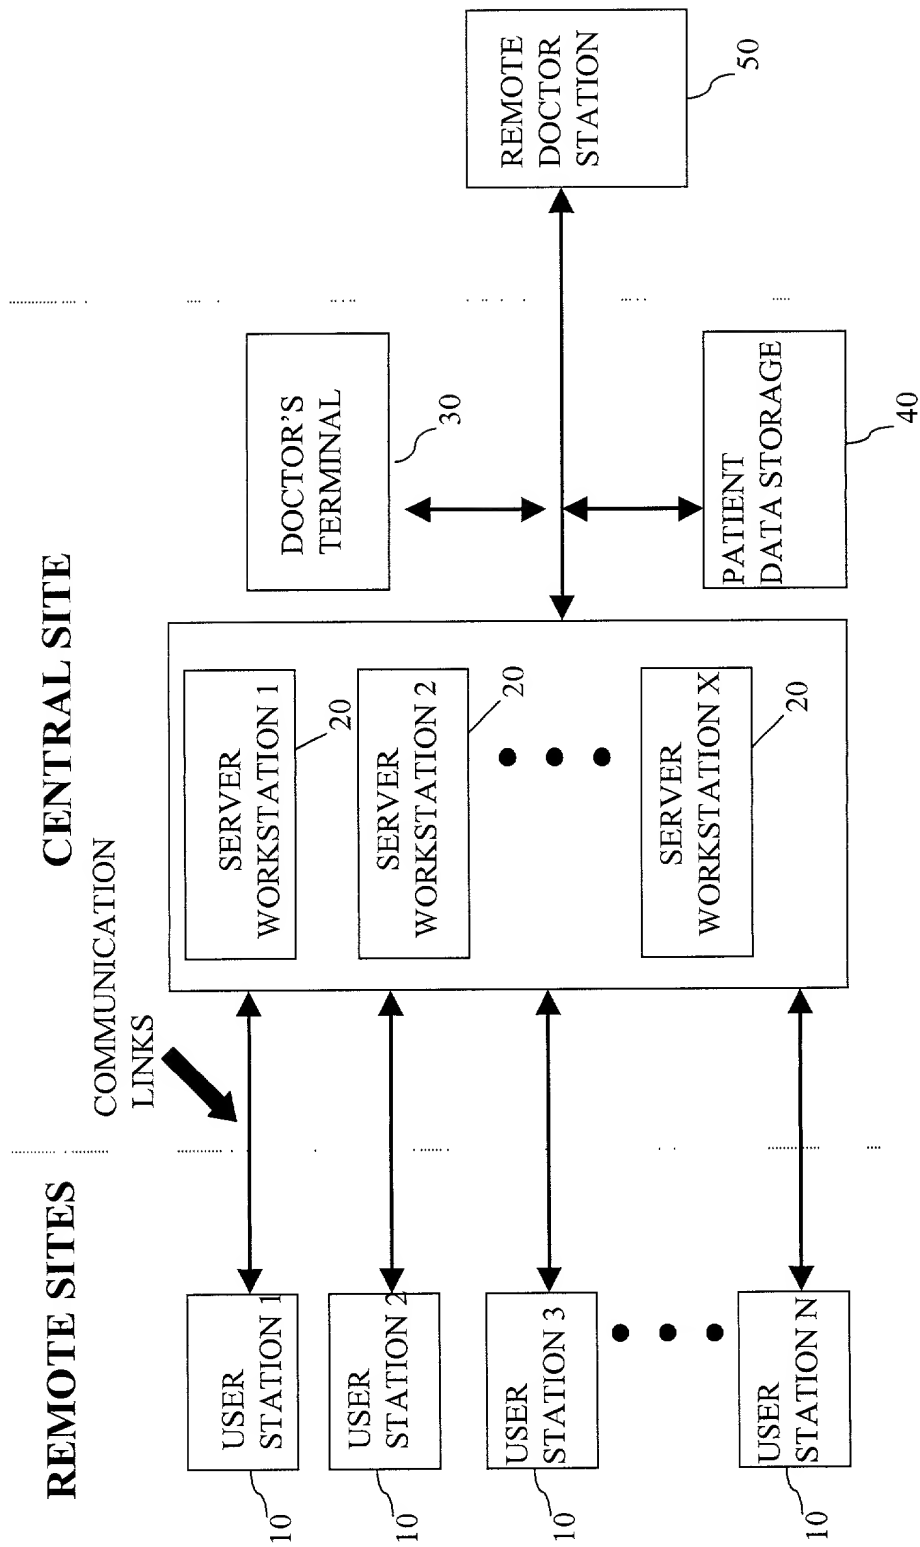 REMOTE SITES
CENTRAL SITE
COMMUNICATION
LINKS
USER
STATION 1
10
USER
STATION 2
10
USER
STATION 3
10
USER
STATION N
10
SERVER
WORKSTATION 1
20
SERVER
WORKSTATION 2
20
SERVER
WORKSTATION X
20
DOCTOR'S
TERMINAL
30
PATIENT
DATA STORAGE
40
REMOTE
DOCTOR
STATION
50